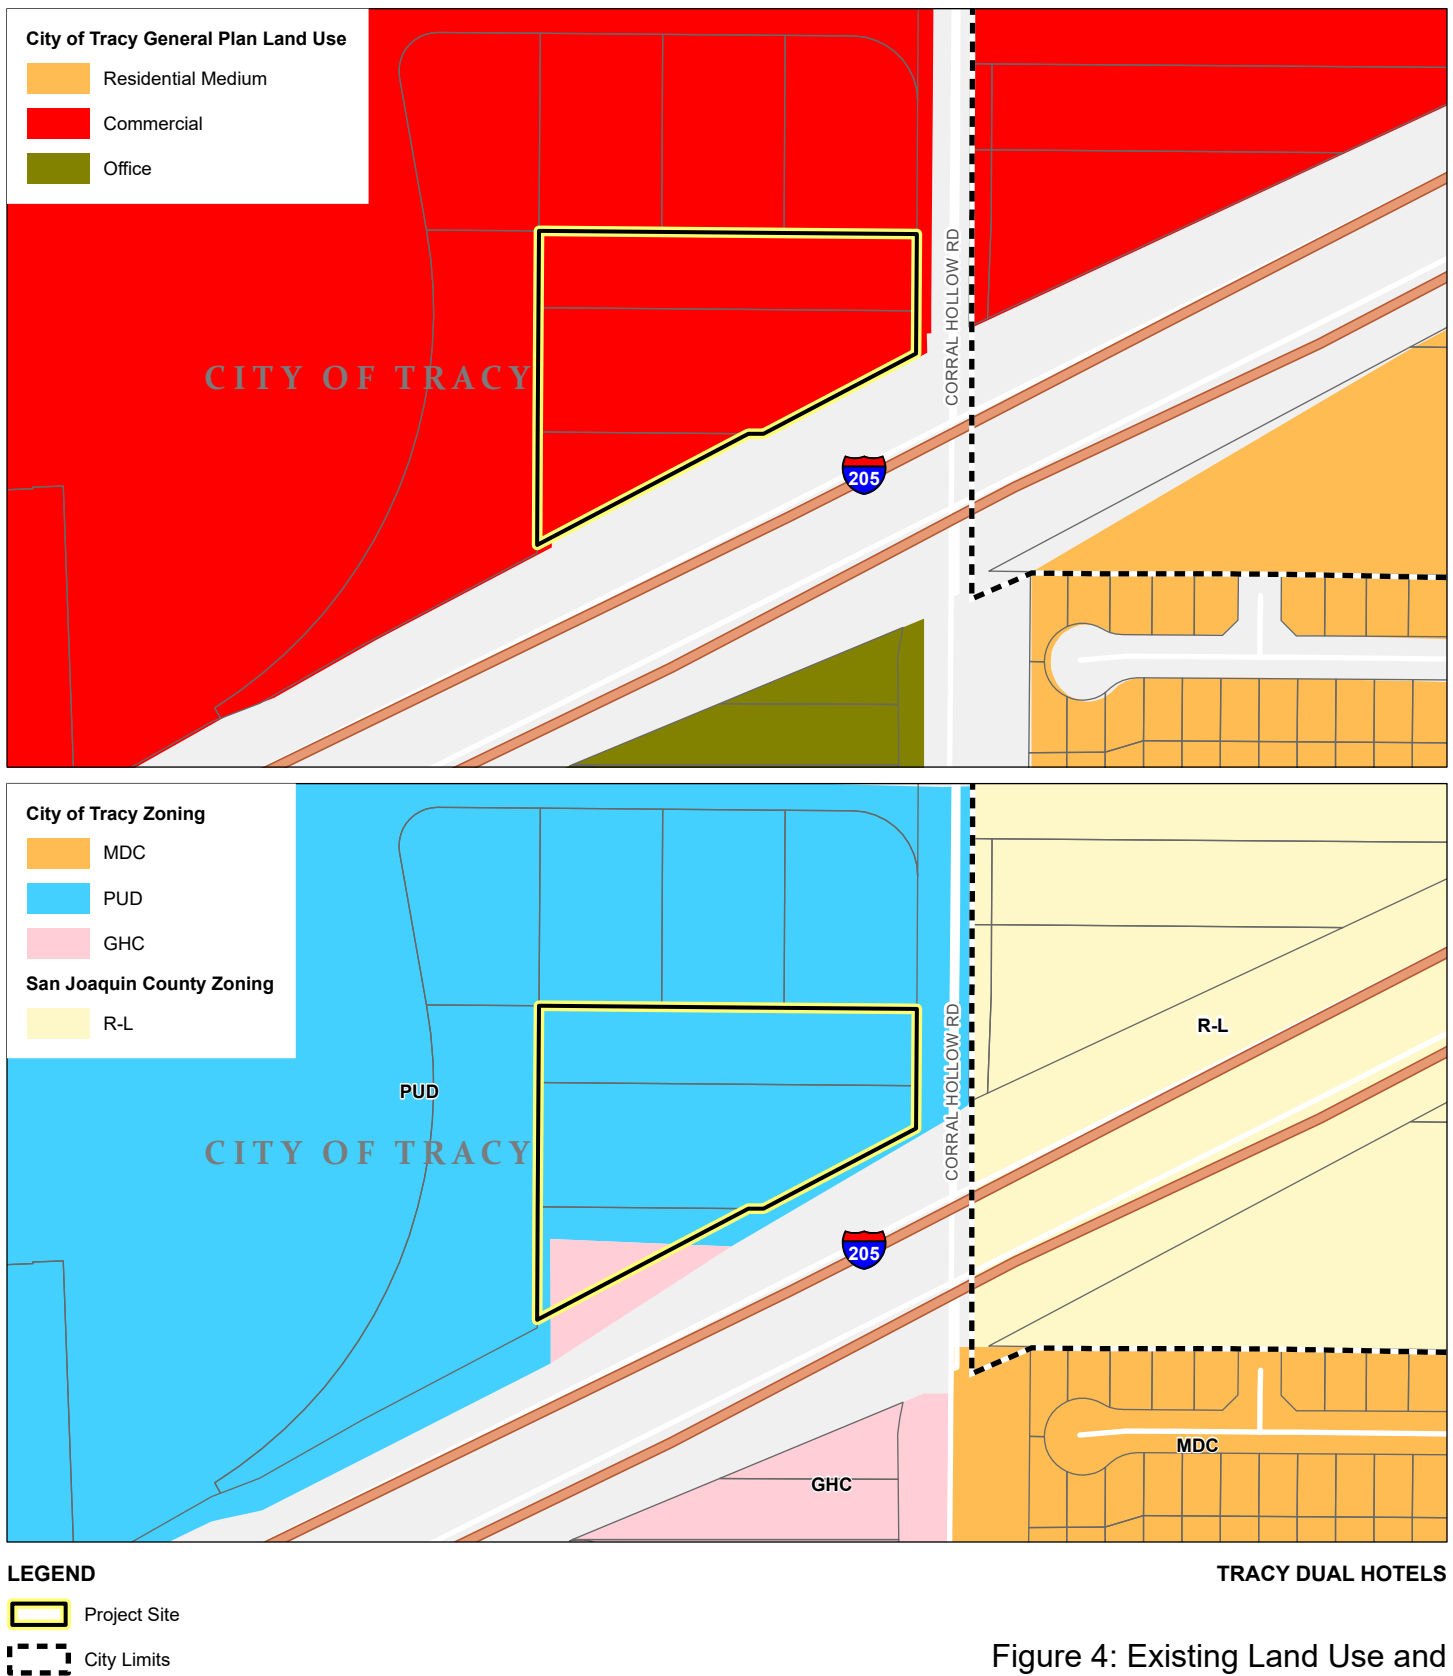 City of Tracy General Plan Land Use
Residential Medium
Commercial
Office
CORRAL HOLLOW RD
CITY OF TRACY
205
City of Tracy Zoning
MDC
PUD
GHC
San Joaquin County Zoning
R-L
R-L
CORRAL HOLLOW RD
PUD
CITY OF TRACY
205
MDC
GHC
LEGEND
TRACY DUAL HOTELS
Project Site
City Limits
Figure 4: Existing Land Use and